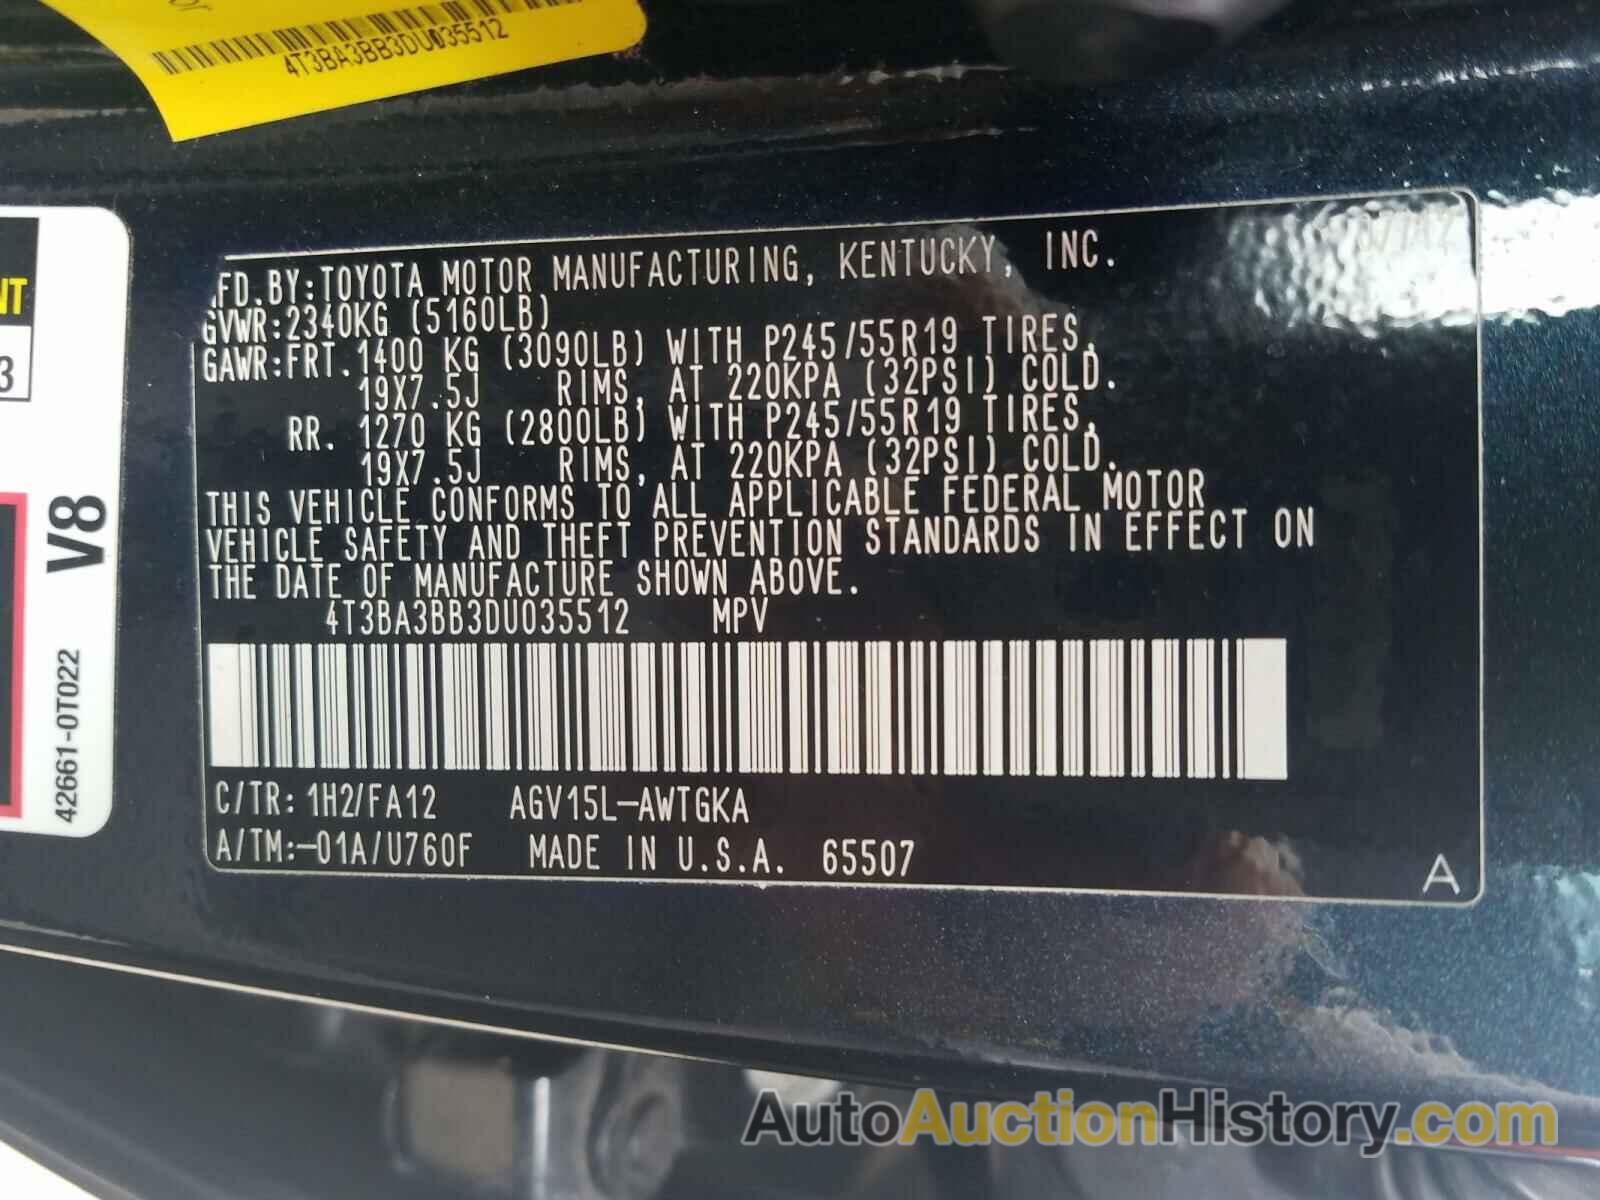 4T3BA3BB3DU035512
NT
3
V8
42661-0T022
MFD.BY:TOYOTA MOTOR MANUFACTURING, KENTUCKY, INC.
GVWR:2340KG (5160LB)
GAWR:FRT.1400 KG (3090LB) WITH P245/55R19 TIRES,
19X7.5J RIMS, AT 220KPA (32PSI) COLD.
RR. 1270 KG (2800LB) WITH P245/55R19 TIRES,
19X7.5J RIMS, AT 220KPA (32PSI) COLD.
THIS VEHICLE CONFORMS TO ALL APPLICABLE FEDERAL MOTOR
VEHICLE SAFETY AND THEFT PREVENTION STANDARDS IN EFFECT ON
THE DATE OF MANUFACTURE SHOWN ABOVE.
4T3BA3BB3DU035512 MPV
C/TR: 1H2/FA12 AGV15L-AWTGKA
A/TM:-01A/U760F MADE IN U.S.A. 65507
A
AutoAuctionHistory.com